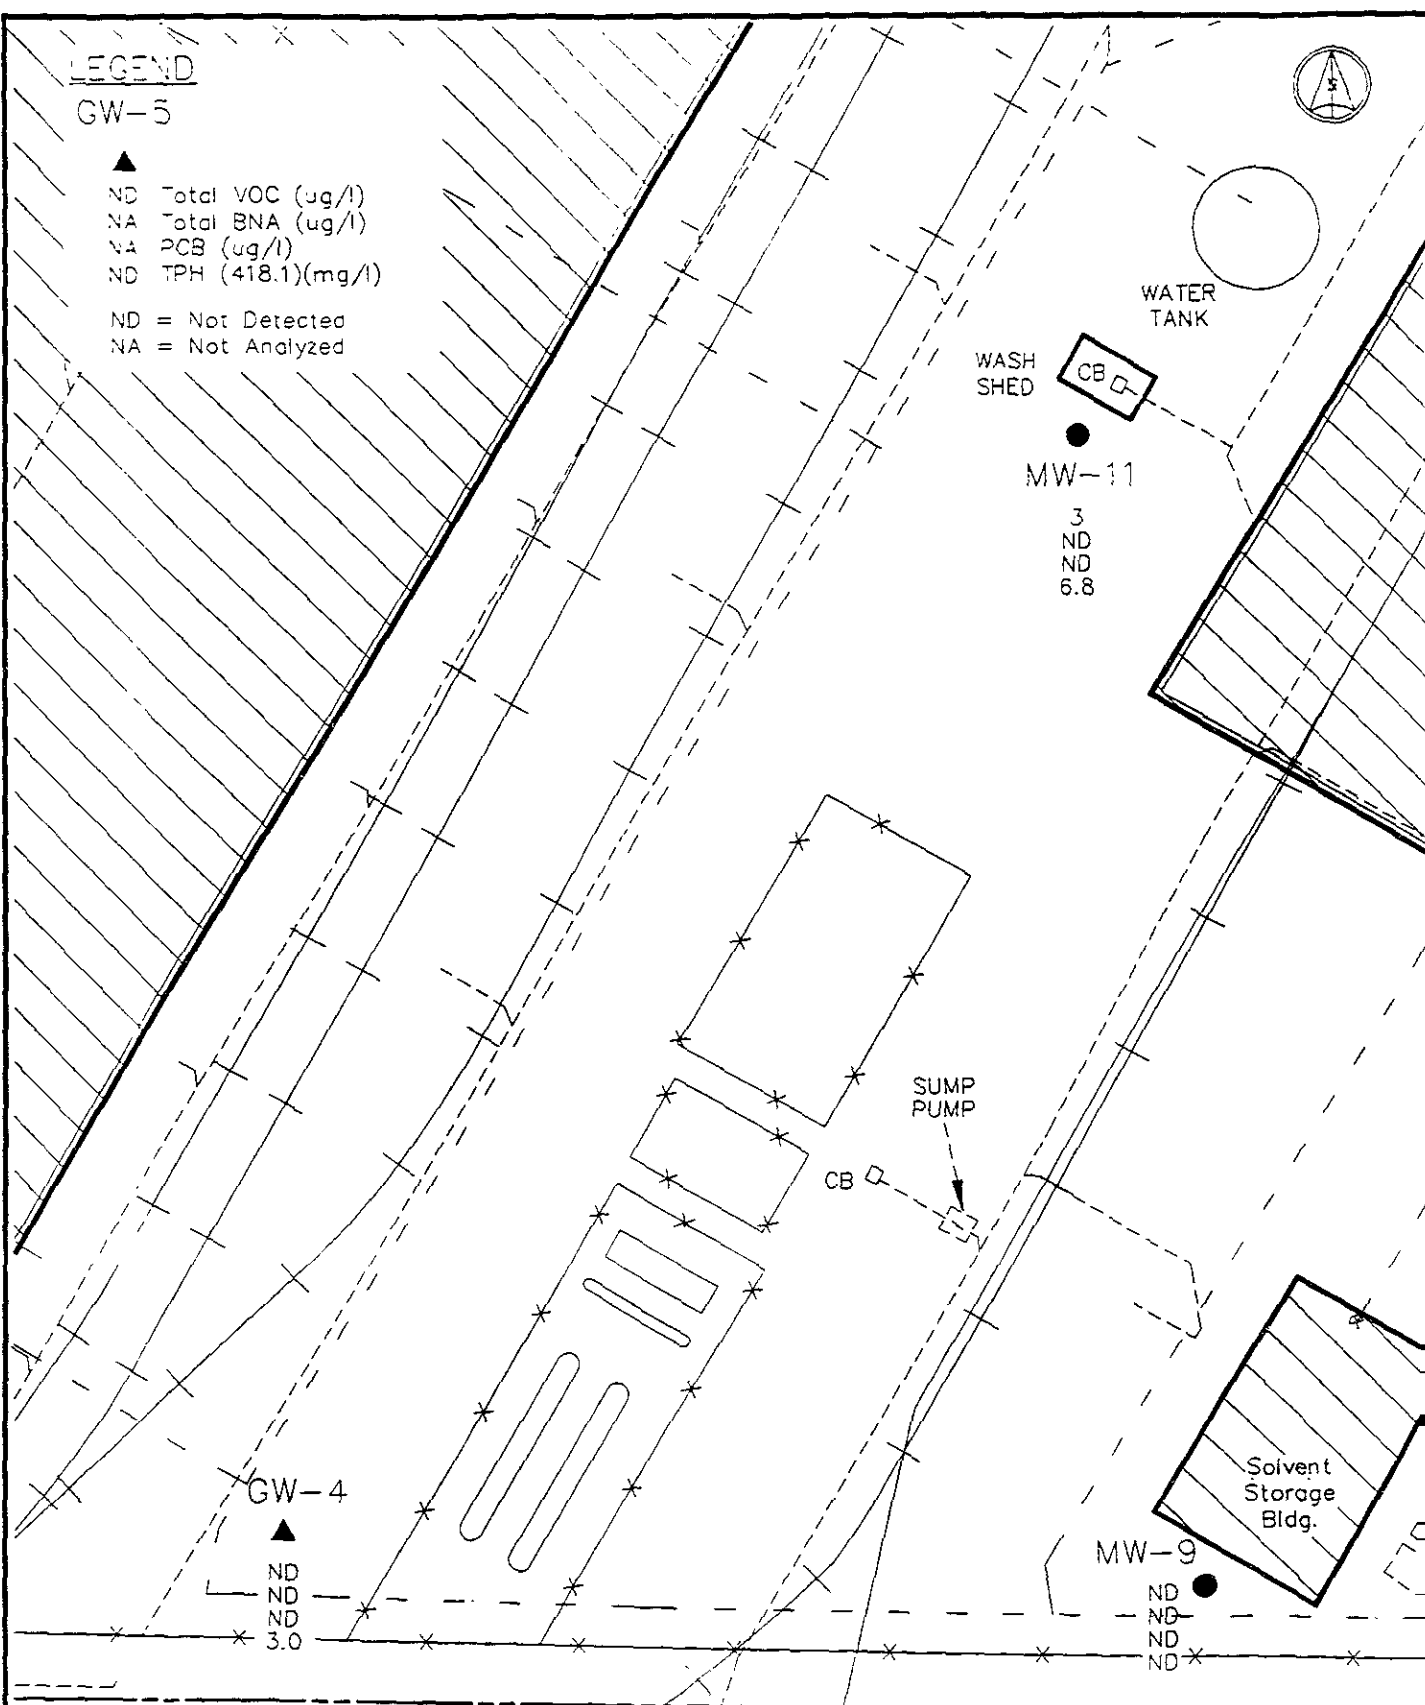 LEGEND
GW-5
ND Total VOC (ug/l)
NA Total BNA (ug/l)
NA PCB (ug/l)
ND TPH (418.1)(mg/l)
ND = Not Detected
NA = Not Analyzed
WATER
TANK
WASH
SHED
CB
MW-11
3
ND
ND
6.8
SUMP
PUMP
CB
Solvent
Storage
Bldg.
GW-4
ND
ND
ND
3.0
MW-9
ND
ND
ND
ND